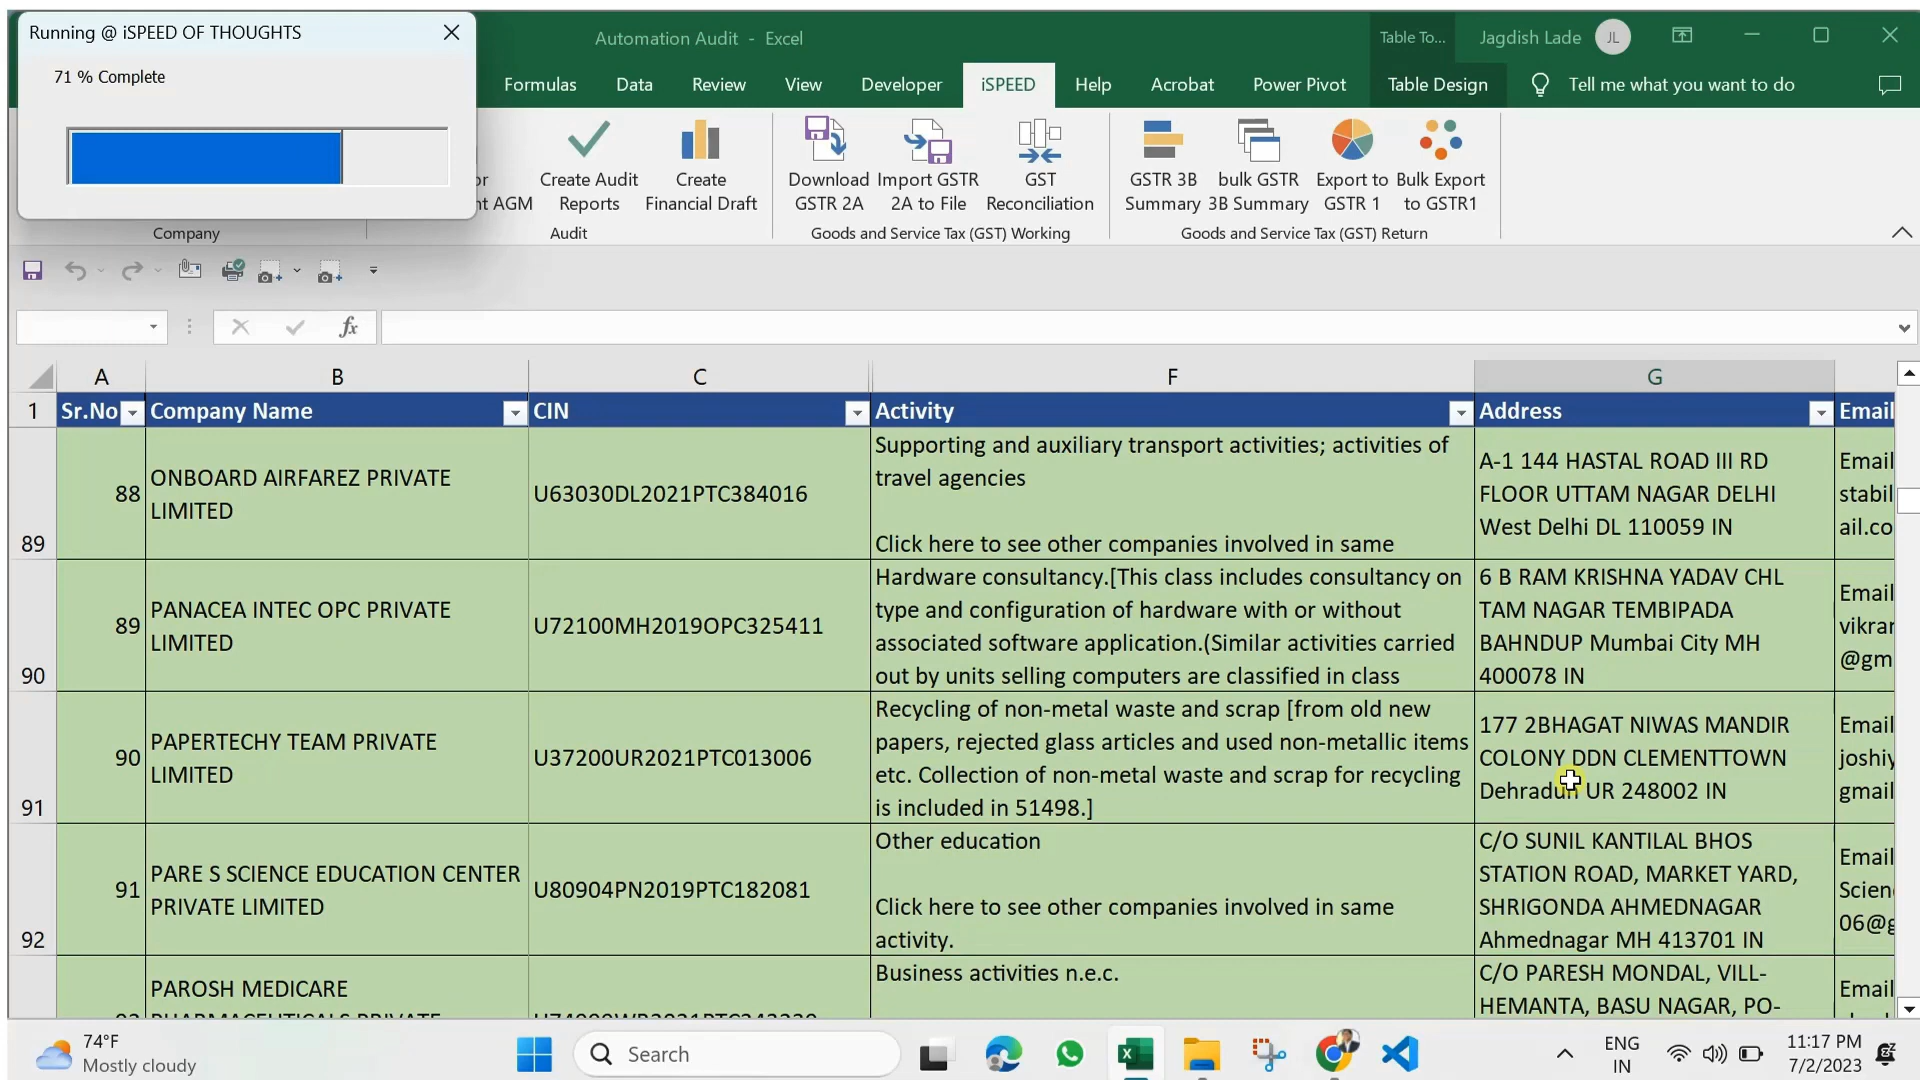 Running @ iSPEED OF THOUGHTS
71 % Complete
Automation Audit - Excel
Table To...
Jagdish Lade
JL
Formulas
Data
Review
View
Developer
iSPEED
Help
Acrobat
Power Pivot
Table Design
Tell me what you want to do
or
nt AGM
Create Audit
Reports
Create
Financial Draft
Download
GSTR 2A
Import GSTR
2A to File
GST
Reconciliation
GSTR 3B
Summary
bulk GSTR
3B Summary
Export to
GSTR 1
Bulk Export
to GSTR1
Company
Audit
Goods and Service Tax (GST) Working
Goods and Service Tax (GST) Return
fx
A
B
C
F
G
1
Sr.No
Company Name
CIN
Activity
Address
Email
89
88
ONBOARD AIRFAREZ PRIVATE
LIMITED
U63030DL2021PTC384016
Supporting and auxiliary transport activities; activities of
travel agencies
Click here to see other companies involved in same
A-1 144 HASTAL ROAD III RD
FLOOR UTTAM NAGAR DELHI
West Delhi DL 110059 IN
Email
stabil
ail.co
90
89
PANACEA INTEC OPC PRIVATE
LIMITED
U72100MH2019OPC325411
Hardware consultancy.[This class includes consultancy on
type and configuration of hardware with or without
associated software application.(Similar activities carried
out by units selling computers are classified in class
6 B RAM KRISHNA YADAV CHL
TAM NAGAR TEMBIPADA
BAHNDUP Mumbai City MH
400078 IN
Email
vikrar
@gm
91
90
PAPERTECHY TEAM PRIVATE
LIMITED
U37200UR2021PTC013006
Recycling of non-metal waste and scrap [from old new
papers, rejected glass articles and used non-metallic items
etc. Collection of non-metal waste and scrap for recycling
is included in 51498.]
177 2BHAGAT NIWAS MANDIR
COLONY DDN CLEMENTTOWN
Dehradun UR 248002 IN
Email
joshiy
gmail
92
91
PARE S SCIENCE EDUCATION CENTER
PRIVATE LIMITED
U80904PN2019PTC182081
Other education
Click here to see other companies involved in same
activity.
C/O SUNIL KANTILAL BHOS
STATION ROAD, MARKET YARD,
SHRIGONDA AHMEDNAGAR
Ahmednagar MH 413701 IN
Email
Scien
06@g
PAROSH MEDICARE
Business activities n.e.c.
C/O PARESH MONDAL, VILL-
HEMANTA, BASU NAGAR, PO-
Email
74°F
Mostly cloudy
Search
ENG
IN
11:17 PM
7/2/2023